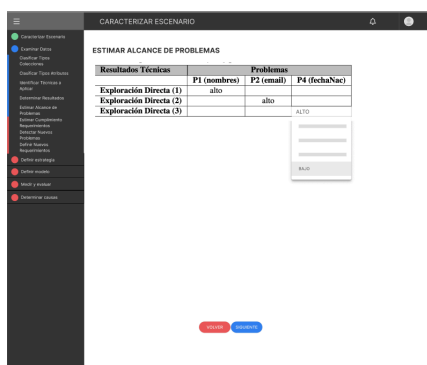 CARACTERIZAR ESCENARIO
Caracterizar Escenario
Examinar Datos
Clasificar Tipos
Colecciones
Clasificar Tipos Atributos
Identificar Técnicas a
Aplicar
Determinar Resultados
Estimar Alcance de
Problemas
Estimar Cumplimiento
Requerimientos
Detectar Nuevos
Problemas
Definir Nuevos
Requerimientos
Definir estrategia
Definir modelo
Medir y evaluar
Determinar causas
ESTIMAR ALCANCE DE PROBLEMAS
Resultados Técnicas Problemas
P1 (nombres) P2 (email) P4 (fechaNac)
Exploración Directa (1) alto
Exploración Directa (2) alto
Exploración Directa (3) ALTO
BAJO
VOLVER SIGUIENTE